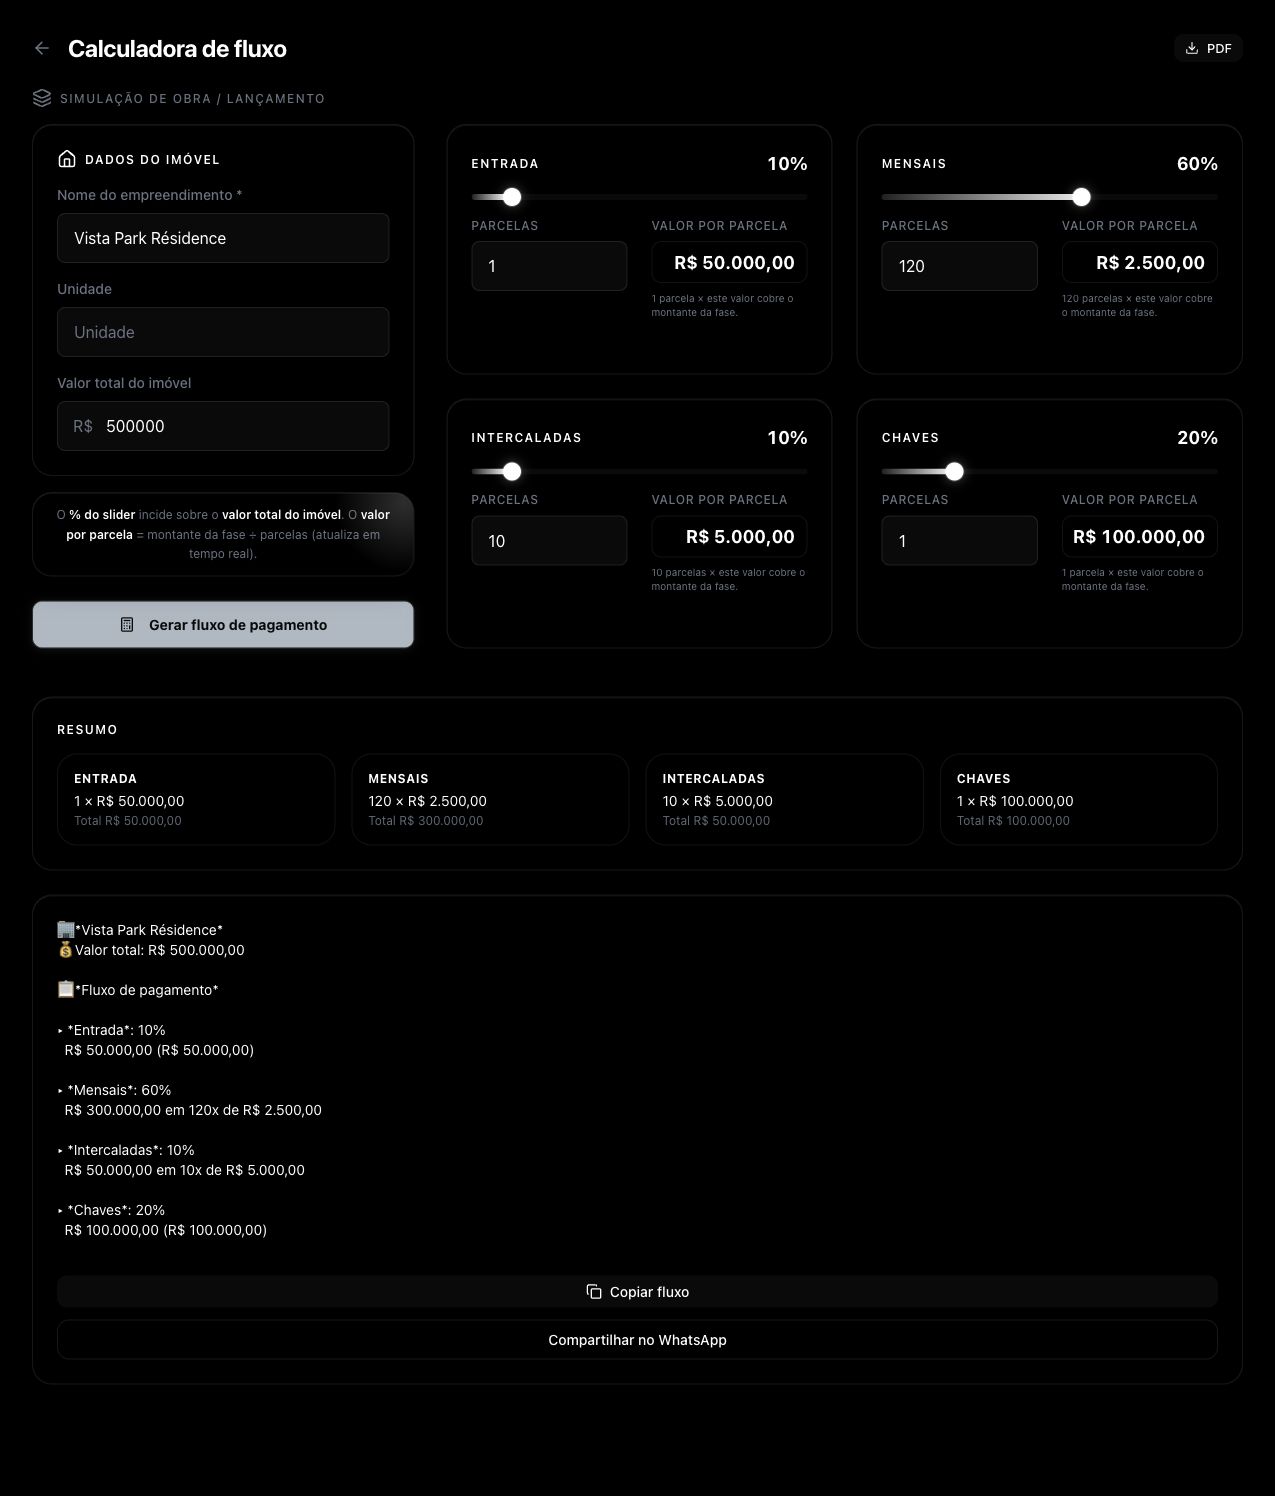 Calculadora de fluxo
PDF
SIMULAÇÃO DE OBRA / LANÇAMENTO
DADOS DO IMÓVEL
Nome do empreendimento *
Vista Park Résidence
Unidade
Unidade
Valor total do imóvel
R$ 500000
O % do slider incide sobre o valor total do imóvel. O valor
por parcela = montante da fase ÷ parcelas (atualiza em
tempo real).
Gerar fluxo de pagamento
ENTRADA 10%
PARCELAS VALOR POR PARCELA
1 R$ 50.000,00
1 parcela × este valor cobre o
montante da fase.
MENSAIS 60%
PARCELAS VALOR POR PARCELA
120 R$ 2.500,00
120 parcelas × este valor cobre
o montante da fase.
INTERCALADAS 10%
PARCELAS VALOR POR PARCELA
10 R$ 5.000,00
10 parcelas × este valor cobre o
montante da fase.
CHAVES 20%
PARCELAS VALOR POR PARCELA
1 R$ 100.000,00
1 parcela × este valor cobre o
montante da fase.
RESUMO
ENTRADA
1 × R$ 50.000,00
Total R$ 50.000,00
MENSAIS
120 × R$ 2.500,00
Total R$ 300.000,00
INTERCALADAS
10 × R$ 5.000,00
Total R$ 50.000,00
CHAVES
1 × R$ 100.000,00
Total R$ 100.000,00
🏢*Vista Park Résidence*
💰Valor total: R$ 500.000,00
📋*Fluxo de pagamento*
‣ *Entrada*: 10%
R$ 50.000,00 (R$ 50.000,00)
‣ *Mensais*: 60%
R$ 300.000,00 em 120x de R$ 2.500,00
‣ *Intercaladas*: 10%
R$ 50.000,00 em 10x de R$ 5.000,00
‣ *Chaves*: 20%
R$ 100.000,00 (R$ 100.000,00)
Copiar fluxo
Compartilhar no WhatsApp